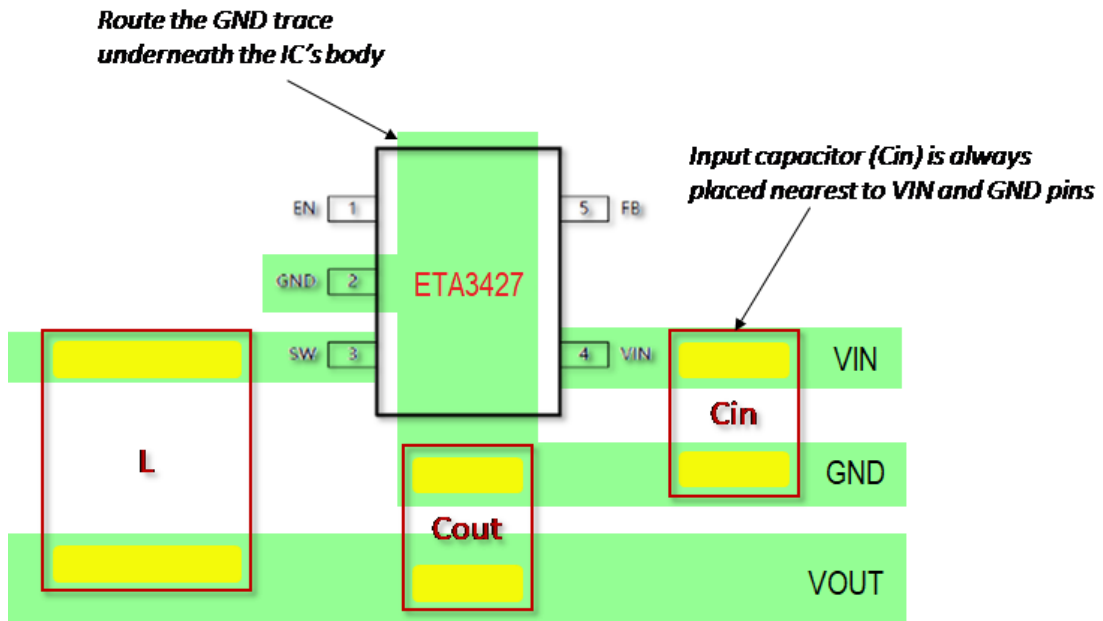 Route the GND trace
underneath the IC's body
Input capacitor (Cin) is always
placed nearest to VIN and GND pins
EN 1
5 FB
GND 2
ETA3427
SW 3
4 VIN
VIN
Cin
L
GND
Cout
VOUT